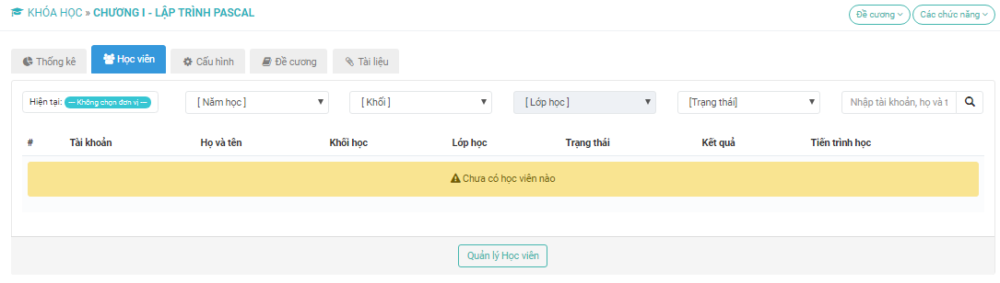 KHÓA HỌC » CHƯƠNG I - LẬP TRÌNH PASCAL
Đề cương Các chức năng
Thống kê Học viên Cấu hình Đề cương Tài liệu
Hiện tại: --- Không chọn đơn vị --- [ Năm học ] [ Khối ] [ Lớp học ] [Trạng thái] Nhập tài khoản, họ và t
# Tài khoản Họ và tên Khối học Lớp học Trạng thái Kết quả Tiến trình học
Chưa có học viên nào
Quản lý Học viên